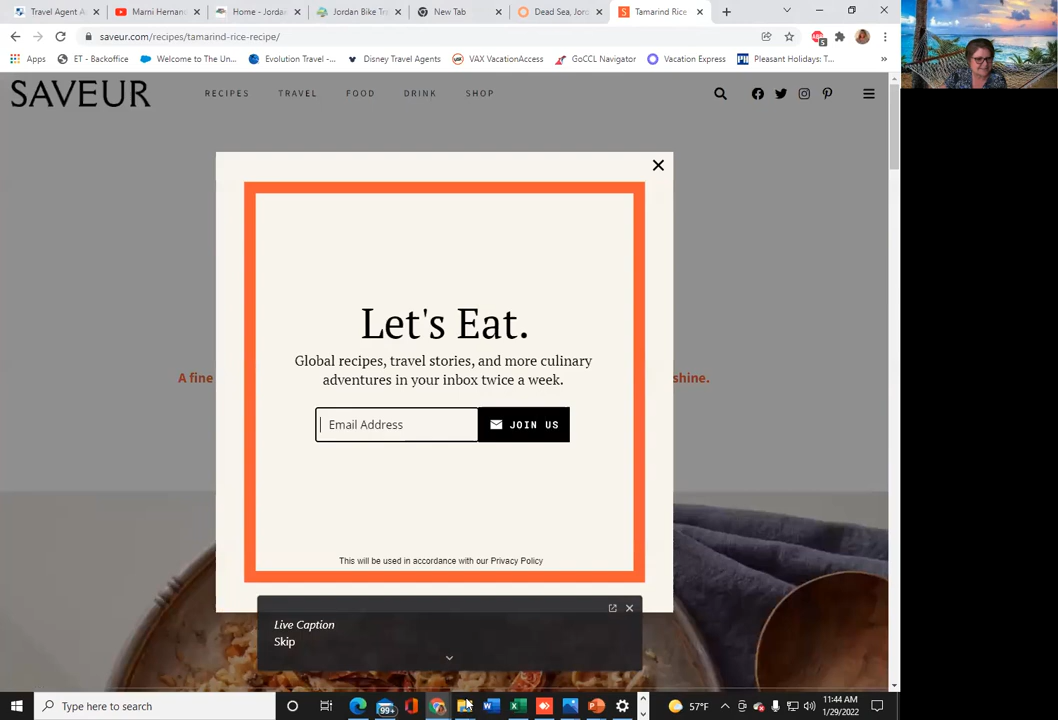 Travel Agent A
Marni Hernand
Home - Jordan
Jordan Bike Tr
New Tab
Dead Sea, Jord
Tamarind Rice
saveur.com/recipes/tamarind-rice-recipe/
Apps
ET - Backoffice
Welcome to The Un...
Evolution Travel -...
Disney Travel Agents
VAX VacationAccess
GoCCL Navigator
Vacation Express
Pleasant Holidays: T...
SAVEUR
RECIPES TRAVEL FOOD DRINK SHOP
Let's Eat.
Global recipes, travel stories, and more culinary
adventures in your inbox twice a week.
A fine
shine.
Email Address
JOIN US
This will be used in accordance with our Privacy Policy
Live Caption
Skip
Type here to search
99+
57°F
11:44 AM
1/29/2022